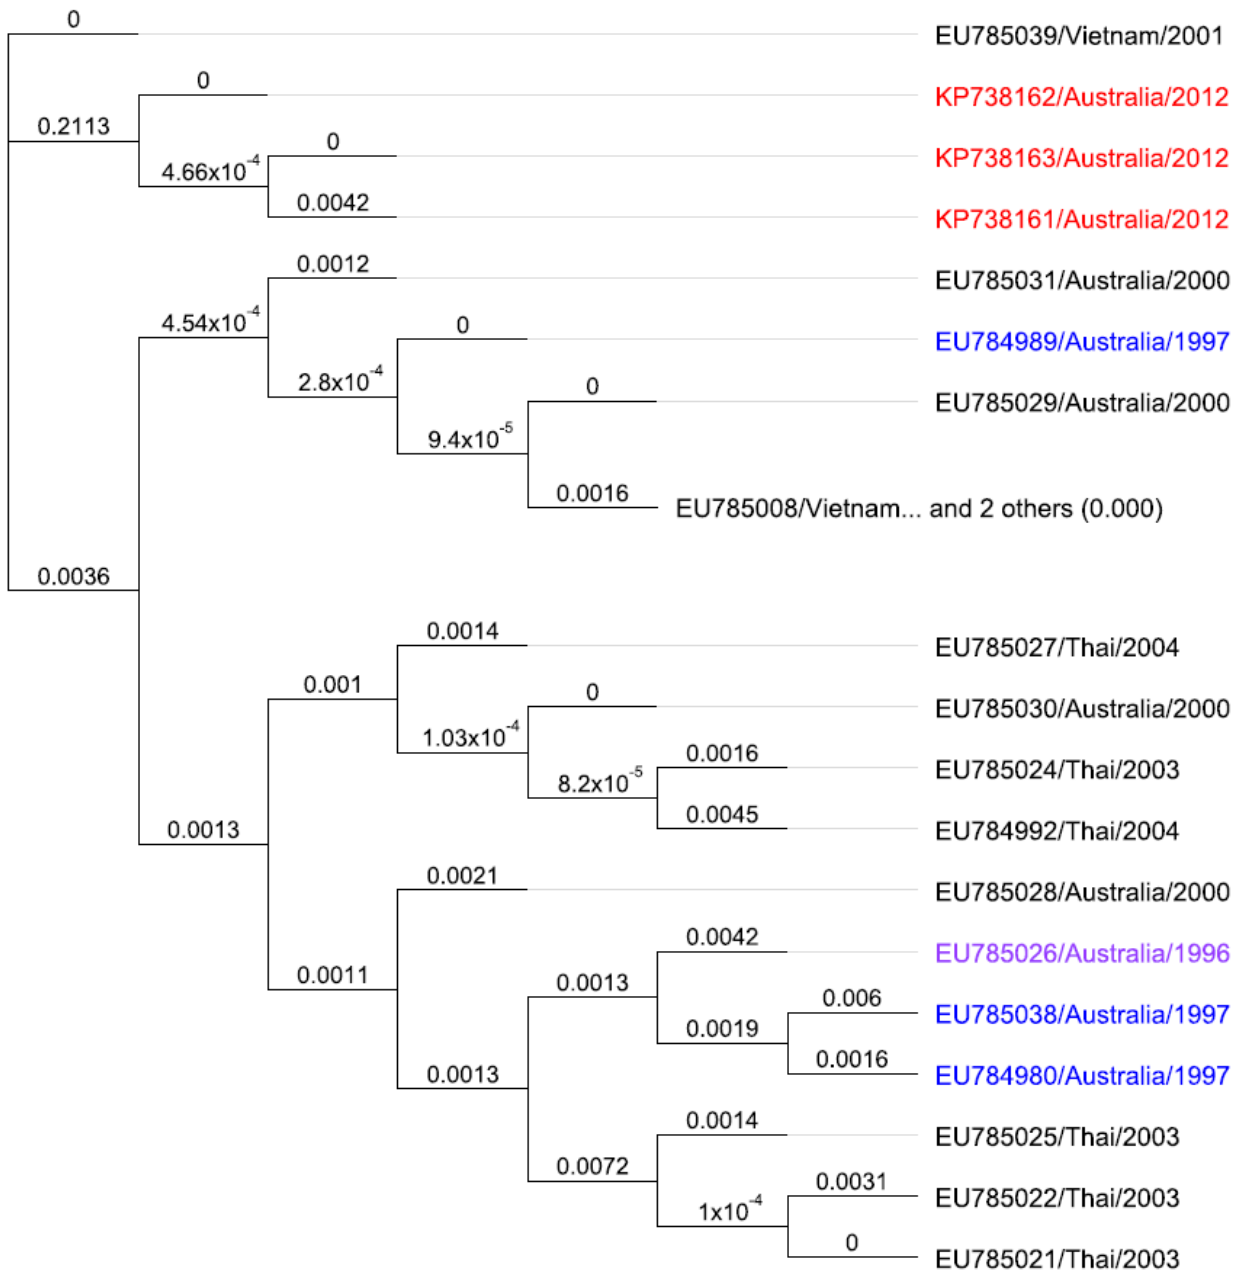 0
EU785039/Vietnam/2001
0
KP738162/Australia/2012
0.2113
0
KP738163/Australia/2012
4.66x10⁻⁴
0.0042
KP738161/Australia/2012
0.0012
EU785031/Australia/2000
4.54x10⁻⁴
0
EU784989/Australia/1997
2.8x10⁻⁴
0
EU785029/Australia/2000
9.4x10⁻⁵
0.0016
EU785008/Vietnam... and 2 others (0.000)
0.0036
0.0014
EU785027/Thai/2004
0.001
0
EU785030/Australia/2000
1.03x10⁻⁴
0.0016
EU785024/Thai/2003
8.2x10⁻⁵
0.0045
EU784992/Thai/2004
0.0013
0.0021
EU785028/Australia/2000
0.0042
EU785026/Australia/1996
0.0011
0.0013
0.006
EU785038/Australia/1997
0.0019
0.0016
EU784980/Australia/1997
0.0013
0.0014
EU785025/Thai/2003
0.0072
0.0031
EU785022/Thai/2003
1x10⁻⁴
0
EU785021/Thai/2003